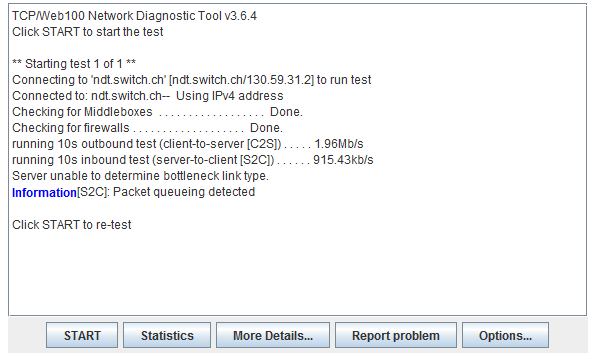 TCP/Web100 Network Diagnostic Tool v3.6.4
Click START to start the test
** Starting test 1 of 1 **
Connecting to 'ndt.switch.ch' [ndt.switch.ch/130.59.31.2] to run test
Connected to: ndt.switch.ch--  Using IPv4 address
Checking for Middleboxes . . . . . . . . . . . . . . . . . .  Done.
Checking for firewalls . . . . . . . . . . . . . . . . . . .  Done.
running 10s outbound test (client-to-server [C2S]) . . . . . 1.96Mb/s
running 10s inbound test (server-to-client [S2C]) . . . . . . 915.43kb/s
Server unable to determine bottleneck link type.
Information[S2C]: Packet queueing detected
Click START to re-test
START Statistics More Details... Report problem Options...